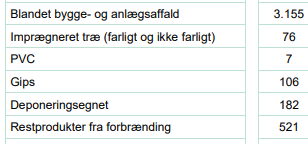 Blandet bygge- og anlægsaffald 3.155
Imprægneret træ (farligt og ikke farligt) 76
PVC 7
Gips 106
Deponeringsegnet 182
Restprodukter fra forbrænding 521